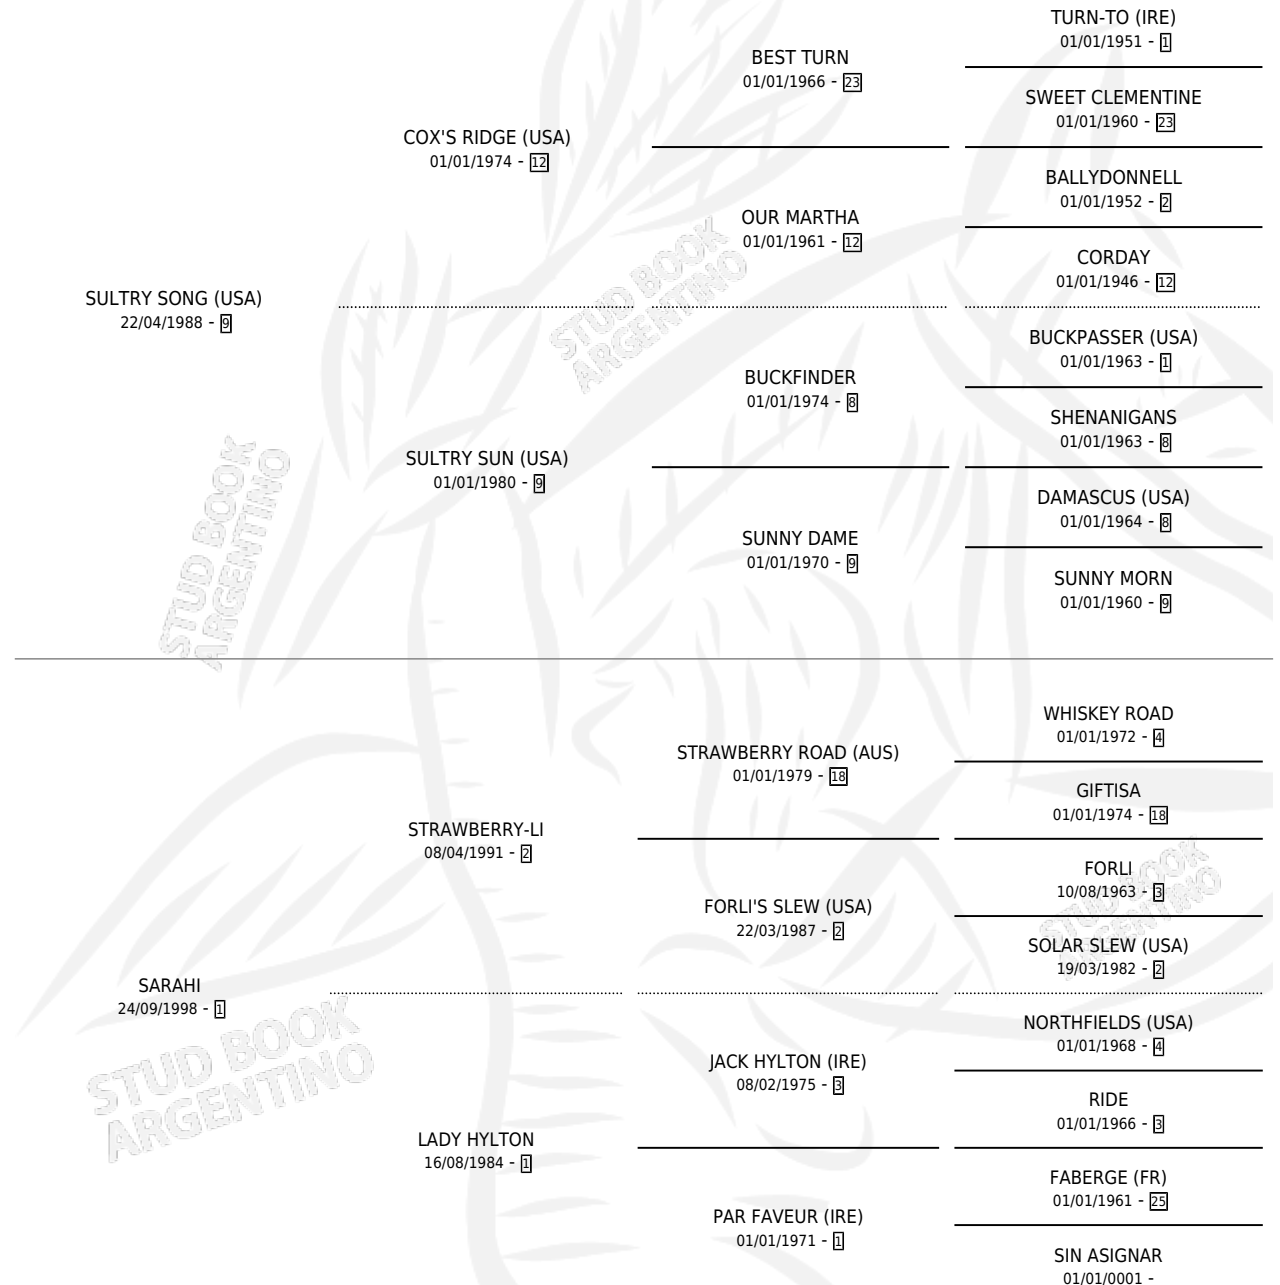 TURN-TO (IRE)
01/01/1951 - 1
BEST TURN
01/01/1966 - 23
SWEET CLEMENTINE
01/01/1960 - 23
COX'S RIDGE (USA)
01/01/1974 - 12
BALLYDONNELL
01/01/1952 - 2
OUR MARTHA
01/01/1961 - 12
CORDAY
01/01/1946 - 12
SULTRY SONG (USA)
22/04/1988 - 9
STUD BOOK
ARGENTINO
BUCKPASSER (USA)
01/01/1963 - 1
BUCKFINDER
01/01/1974 - 8
SHENANIGANS
01/01/1963 - 8
SULTRY SUN (USA)
01/01/1980 - 9
DAMASCUS (USA)
01/01/1964 - 8
SUNNY DAME
01/01/1970 - 9
SUNNY MORN
01/01/1960 - 9
STUD BOOK
ARGENTINO
WHISKEY ROAD
01/01/1972 - 4
STRAWBERRY ROAD (AUS)
01/01/1979 - 18
GIFTISA
01/01/1974 - 18
STRAWBERRY-LI
08/04/1991 - 2
FORLI
10/08/1963 - 3
FORLI'S SLEW (USA)
22/03/1987 - 2
SOLAR SLEW (USA)
19/03/1982 - 2
STUD BOOK
ARGENTINO
SARAHI
24/09/1998 - 1
NORTHFIELDS (USA)
01/01/1968 - 4
JACK HYLTON (IRE)
08/02/1975 - 3
RIDE
01/01/1966 - 3
STUD BOOK
ARGENTINO
LADY HYLTON
16/08/1984 - 1
FABERGE (FR)
01/01/1961 - 25
PAR FAVEUR (IRE)
01/01/1971 - 1
SIN ASIGNAR
01/01/0001 -